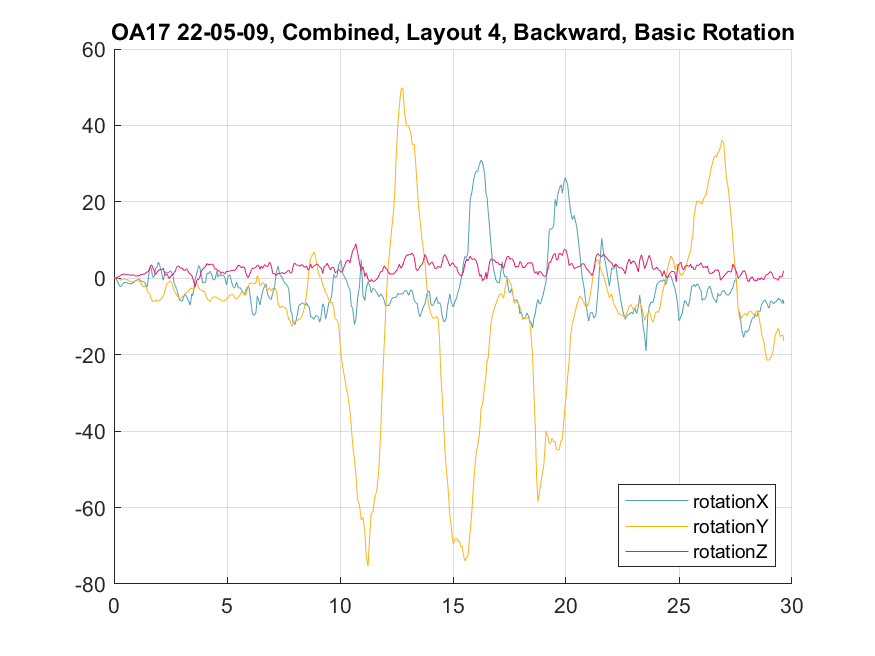 OA17 22-05-09, Combined, Layout 4, Backward, Basic Rotation
60
40
20
0
-20
-40
-60
-80
0 5 10 15 20 25 30
rotationX
rotationY
rotationZ